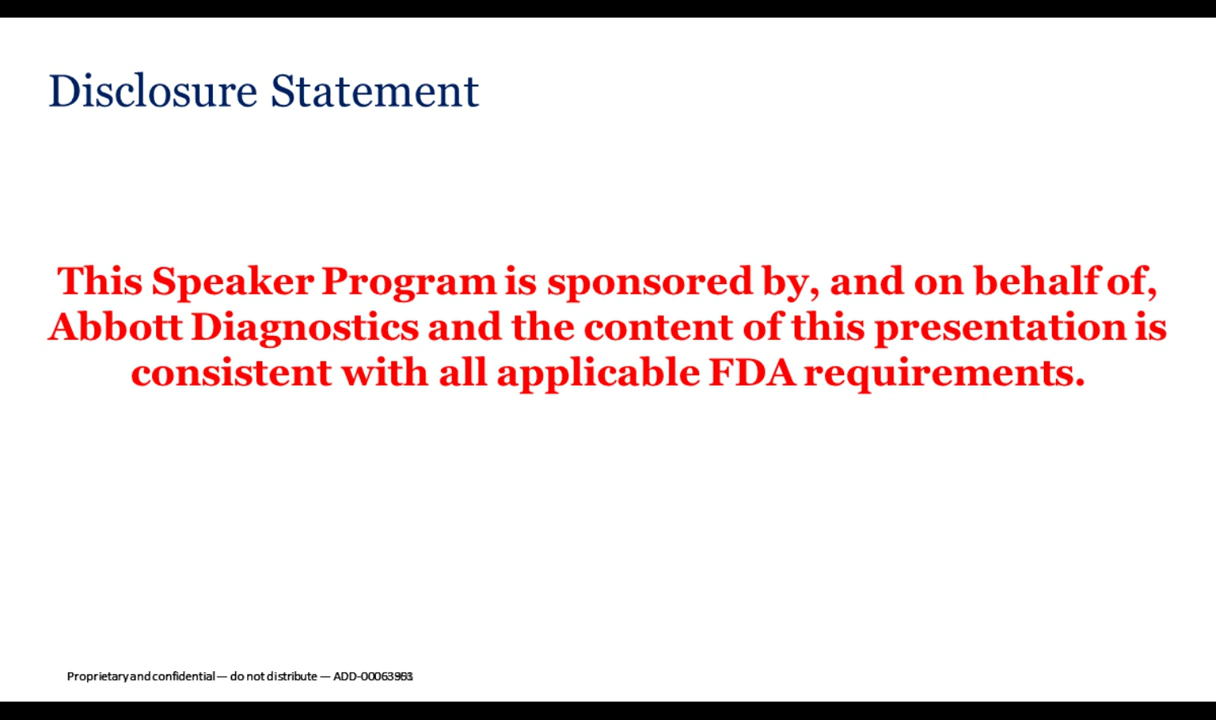 Disclosure Statement
This Speaker Program is sponsored by, and on behalf of,
Abbott Diagnostics and the content of this presentation is
consistent with all applicable FDA requirements.
Proprietary and confidential — do not distribute —